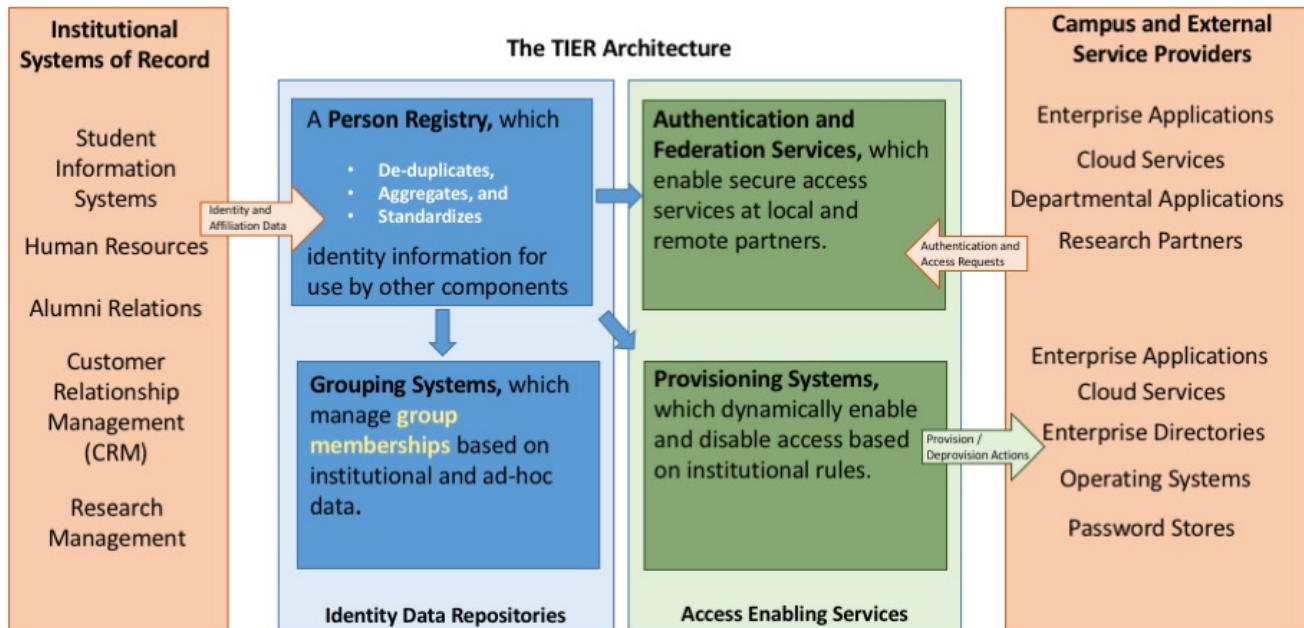 Institutional
Systems of Record
Student
Information
Systems
Human Resources
Alumni Relations
Customer
Relationship
Management
(CRM)
Research
Management
Identity and
Affiliation Data
The TIER Architecture
A Person Registry, which
• De-duplicates,
• Aggregates, and
• Standardizes
identity information for
use by other components
Grouping Systems, which
manage group
memberships based on
institutional and ad-hoc
data.
Identity Data Repositories
Authentication and
Federation Services, which
enable secure access
services at local and
remote partners.
Provisioning Systems,
which dynamically enable
and disable access based
on institutional rules.
Access Enabling Services
Authentication and
Access Requests
Provision /
Deprovision Actions
Campus and External
Service Providers
Enterprise Applications
Cloud Services
Departmental Applications
Research Partners
Enterprise Applications
Cloud Services
Enterprise Directories
Operating Systems
Password Stores